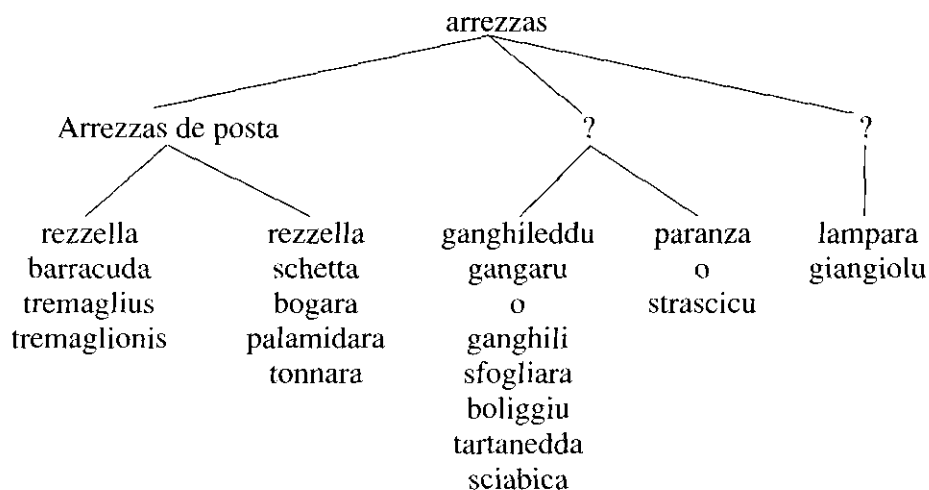 arrezzas
Arrezzas de posta ? ?
rezzella rezzella ganghileddu paranza lampara
barracuda schetta gangaru o giangiolu
tremaglius bogara o strascicu
tremaglionis palamidara ganghili
tonnara sfogliara
boliggiu
tartanedda
sciabica